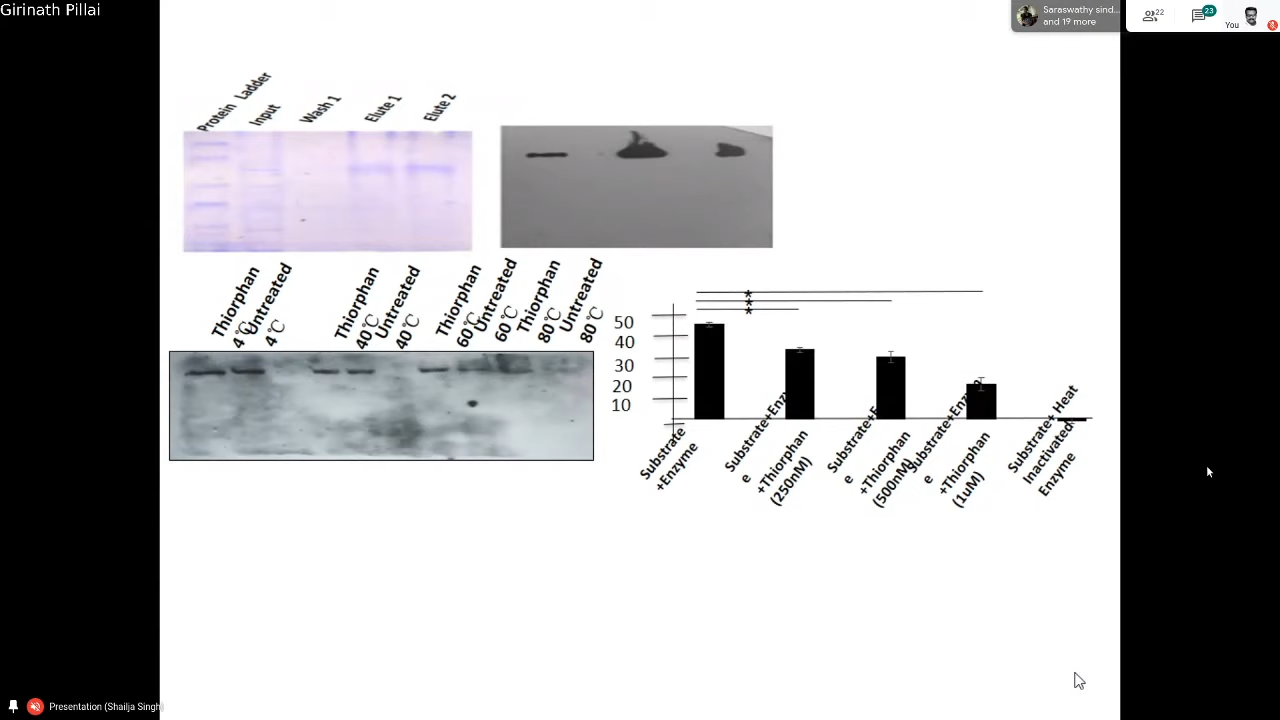 Girinath Pillai
Saraswathy sind...
and 19 more
22
23
You
Protein Ladder
Input
Wash 1
Elute 1
Elute 2
Thiorphan
4℃
Untreated
4℃
Thiorphan
40℃
Untreated
40℃
Thiorphan
60℃
Untreated
60℃
Thiorphan
80℃
Untreated
80℃
*
*
*
50
40
30
20
10
Substrate
+Enzyme
Substrate+Enzym
e
+Thiorphan
(250nM)
Substrate+E
e
+Thiorphan
(500nM)
Substrate+Enzym
e
+Thiorphan
(1uM)
Substrate+ Heat
Inactivated
Enzyme
Presentation (Shailja Singh